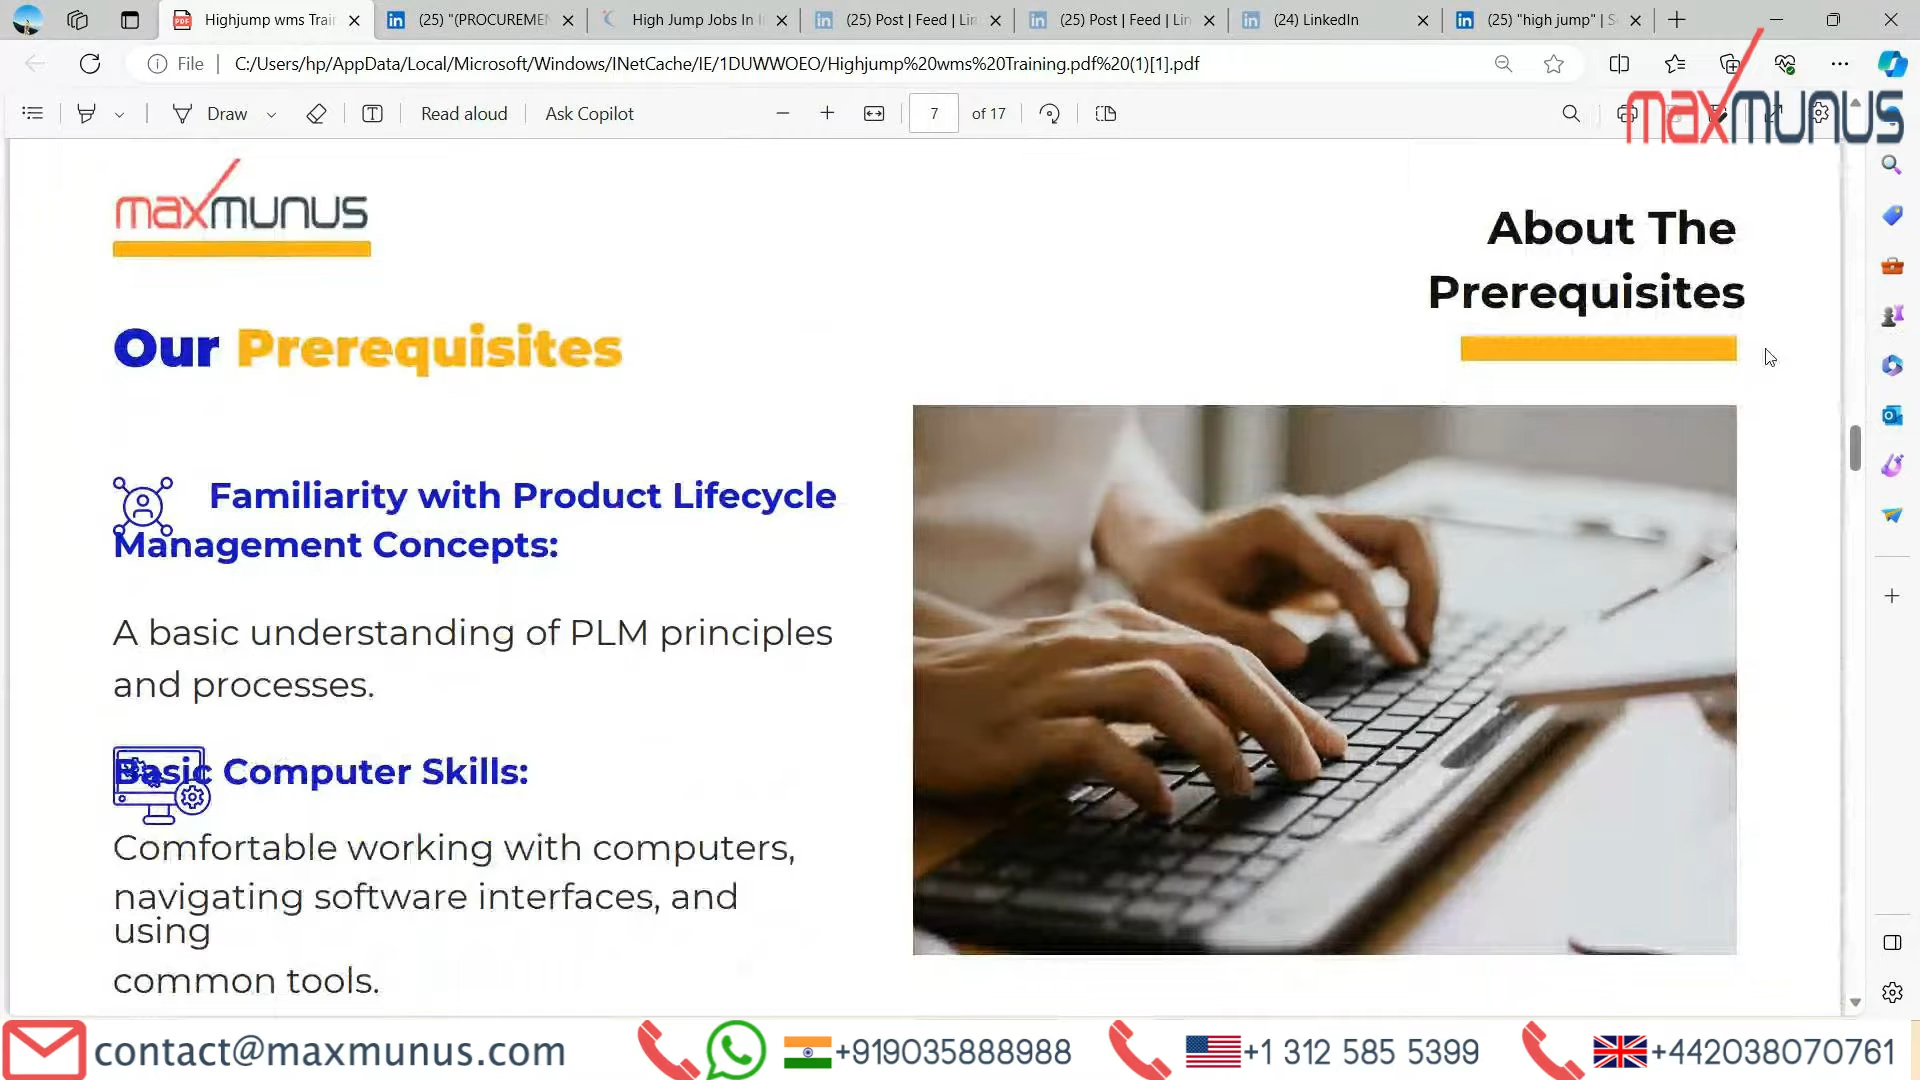 Highjump wms Trai
(25) "(PROCUREME
High Jump Jobs In I
(25) Post | Feed | Lin
(25) Post | Feed | Lin
(24) LinkedIn
(25) "high jump" | S
File
C:/Users/hp/AppData/Local/Microsoft/Windows/INetCache/IE/1DUWWOEO/Highjump%20wms%20Training.pdf%20(1)[1].pdf
Draw
Read aloud
Ask Copilot
7
of 17
maxmunus
maxmunus
About The
Prerequisites
Our Prerequisites
Familiarity with Product Lifecycle
Management Concepts:
A basic understanding of PLM principles
and processes.
Basic Computer Skills:
Comfortable working with computers,
navigating software interfaces, and
using
common tools.
contact@maxmunus.com
+919035888988
+1 312 585 5399
+442038070761